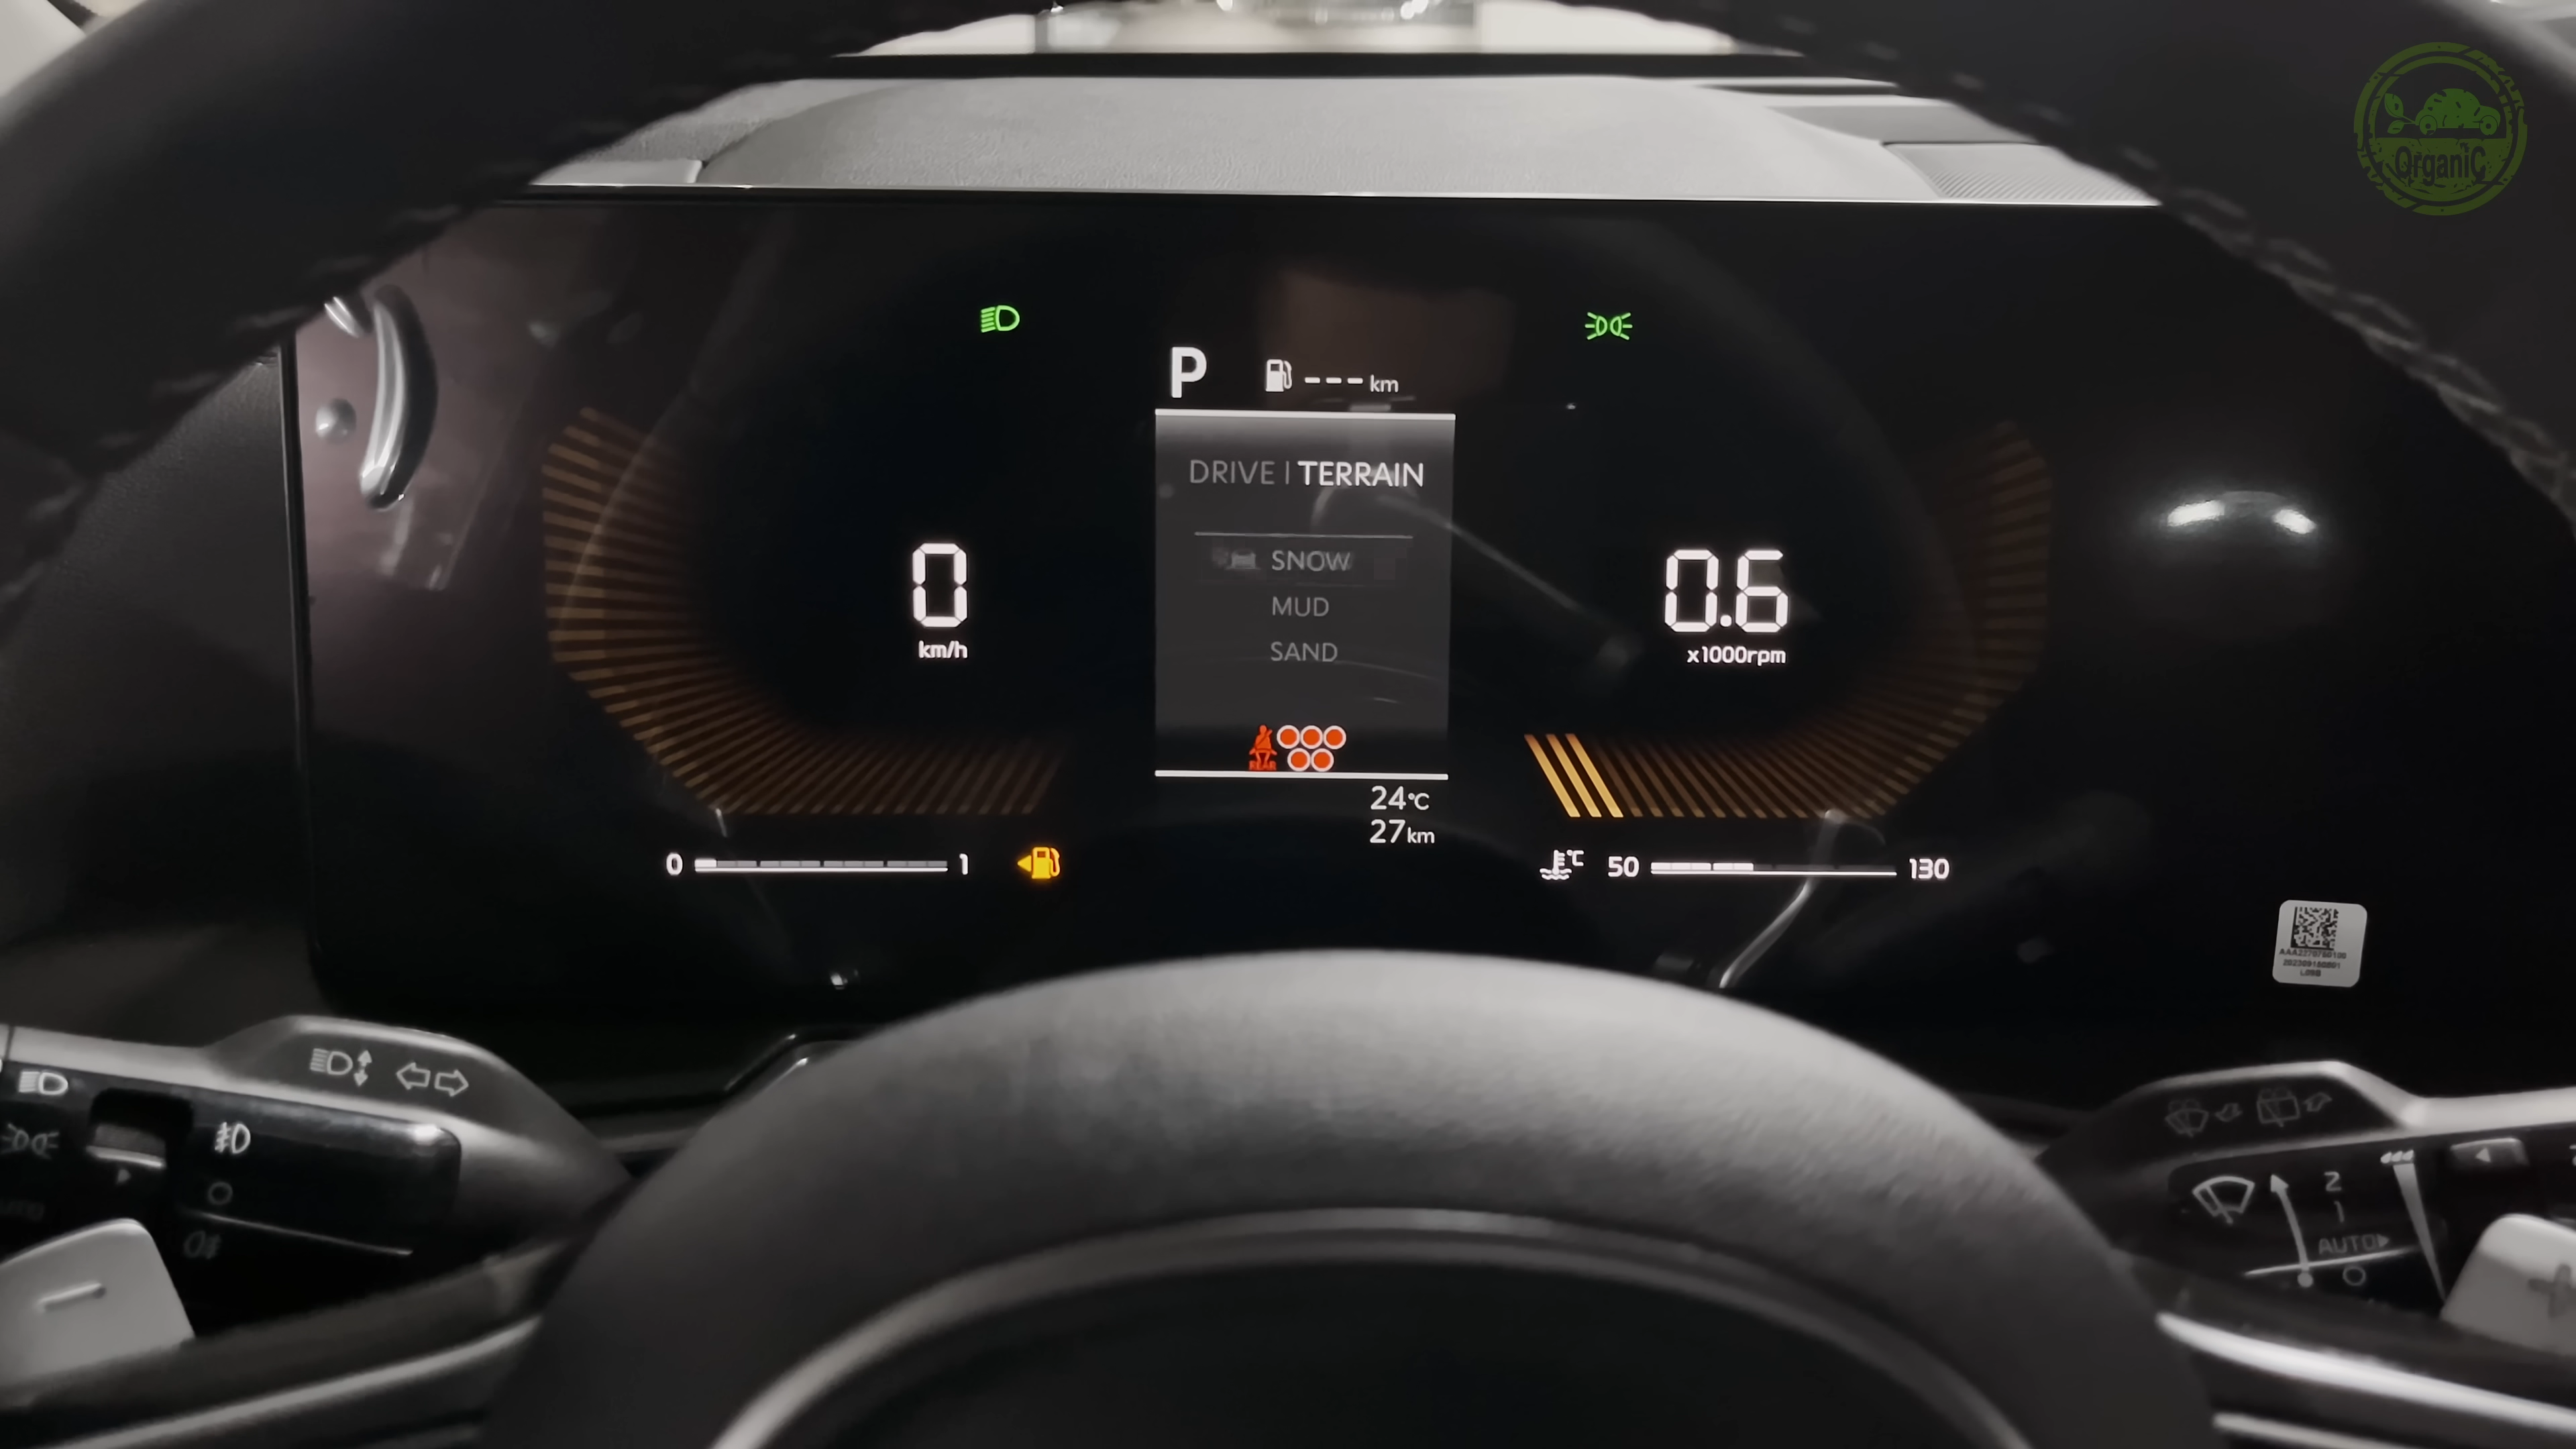 OrganiC
P --- km
DRIVE | TERRAIN
SNOW
MUD
SAND
0
km/h
0.6
x1000rpm
REAR
24°C
27km
0 1
°C 50 130
2
1
AUTO